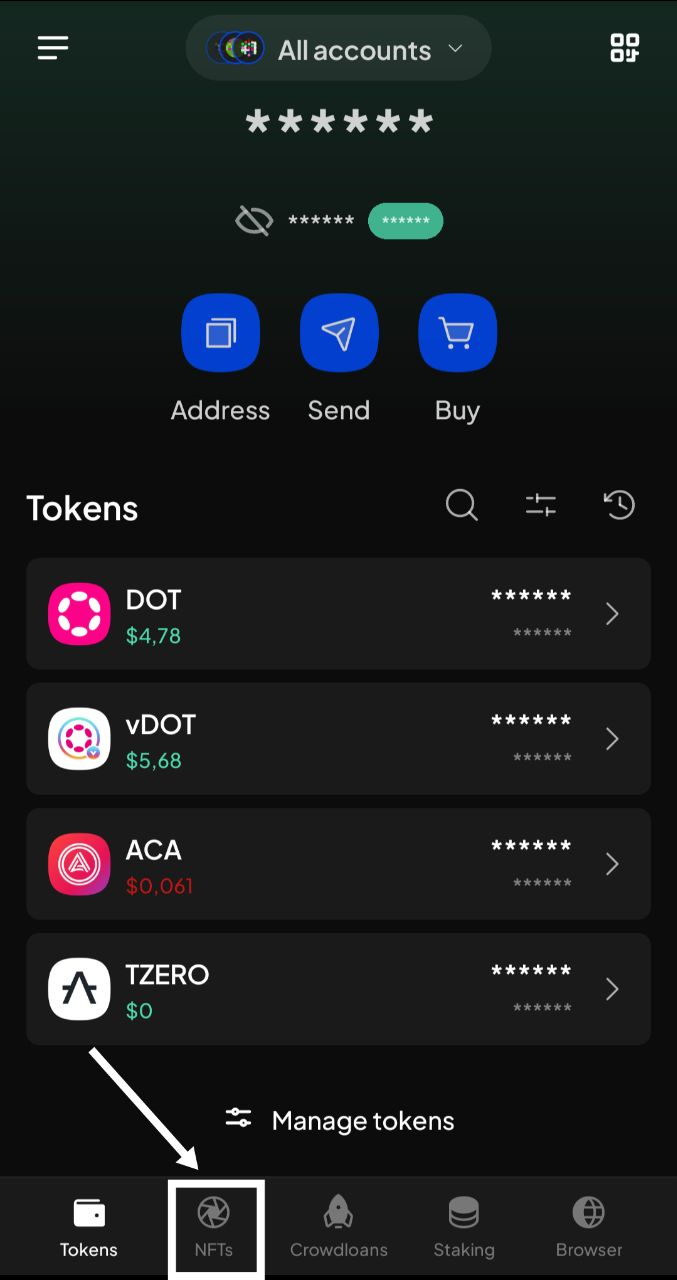 All accounts
******
****** ******
Address Send Buy
Tokens
DOT ******
$4,78 ******
vDOT ******
$5,68 ******
ACA ******
$0,061 ******
TZERO ******
$0 ******
Manage tokens
Tokens NFTs Crowdloans Staking Browser